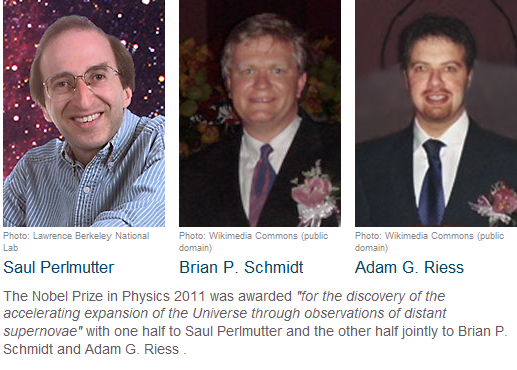 Photo: Lawrence Berkeley National
Lab
Photo: Wikimedia Commons (public
domain)
Photo: Wikimedia Commons (public
domain)
Saul Perlmutter
Brian P. Schmidt
Adam G. Riess
The Nobel Prize in Physics 2011 was awarded "for the discovery of the
accelerating expansion of the Universe through observations of distant
supernovae" with one half to Saul Perlmutter and the other half jointly to Brian P.
Schmidt and Adam G. Riess .